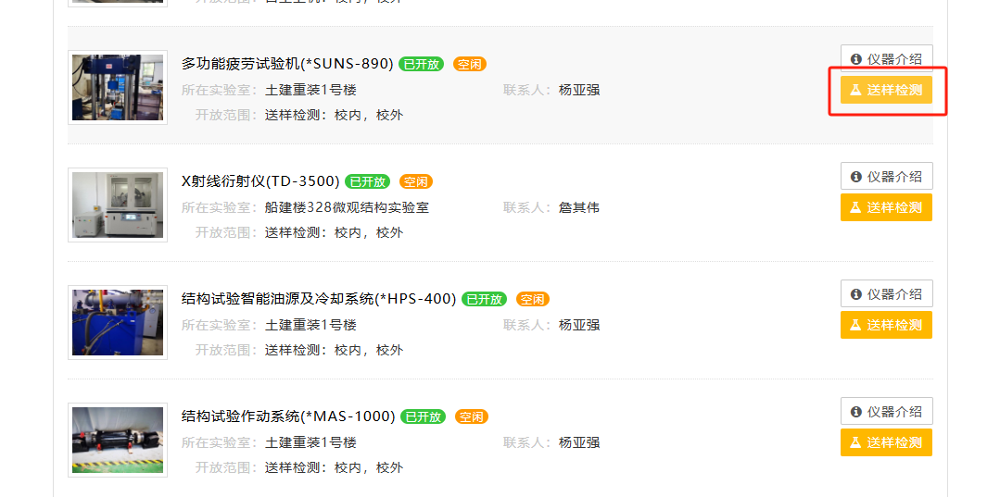 多功能疲劳试验机(*SUNS-890) 已开放 空闲 仪器介绍
所在实验室: 土建重装1号楼 联系人: 杨亚强 送样检测
开放范围: 送样检测: 校内, 校外
X射线衍射仪(TD-3500) 已开放 空闲 仪器介绍
所在实验室: 船建楼328微观结构实验室 联系人: 詹其伟 送样检测
开放范围: 送样检测: 校内, 校外
结构试验智能油源及冷却系统(*HPS-400) 已开放 空闲 仪器介绍
所在实验室: 土建重装1号楼 联系人: 杨亚强 送样检测
开放范围: 送样检测: 校内, 校外
结构试验作动系统(*MAS-1000) 已开放 空闲 仪器介绍
所在实验室: 土建重装1号楼 联系人: 杨亚强 送样检测
开放范围: 送样检测: 校内, 校外